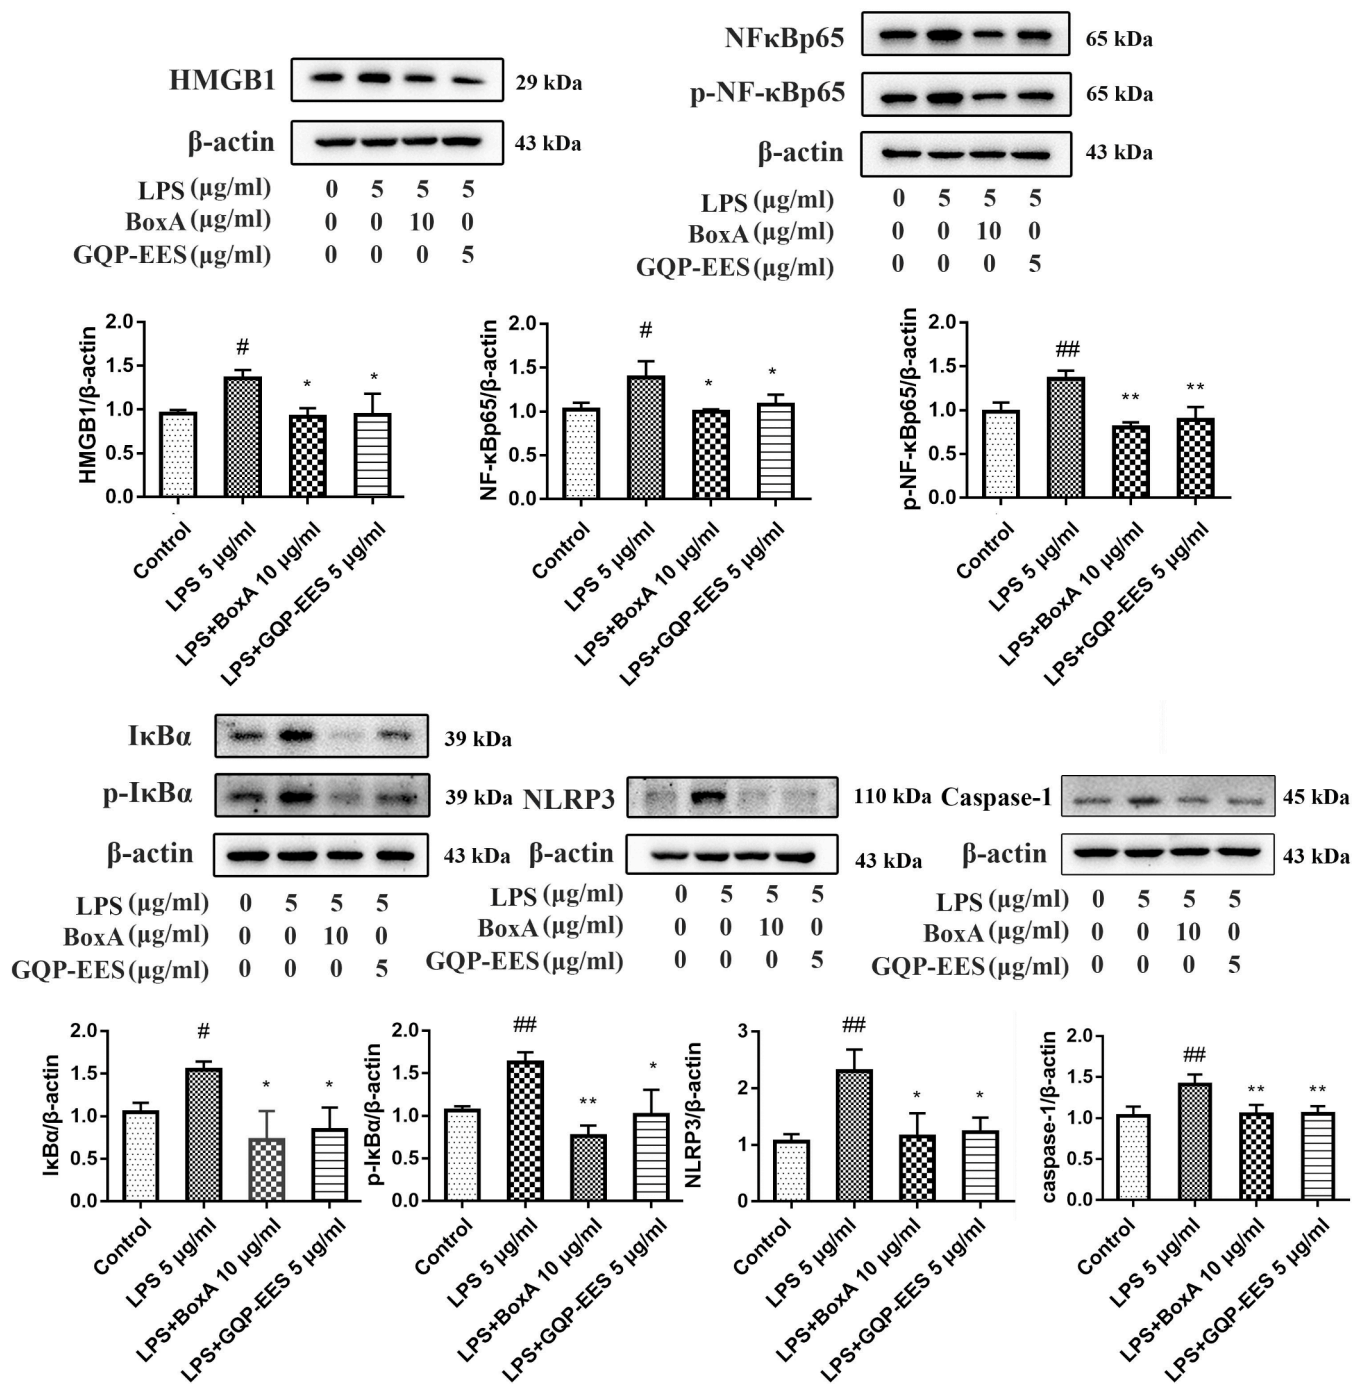 HMGB1 29 kDa
β-actin 43 kDa
LPS (μg/ml) 0 5 5 5
BoxA (μg/ml) 0 0 10 0
GQP-EES (μg/ml) 0 0 0 5
NFκBp65 65 kDa
p-NF-κBp65 65 kDa
β-actin 43 kDa
LPS (μg/ml) 0 5 5 5
BoxA (μg/ml) 0 0 10 0
GQP-EES (μg/ml) 0 0 0 5
HMGB1/β-actin
2.0
1.5
1.0
0.5
0.0
#
*
*
Control
LPS 5 μg/ml
LPS+BoxA 10 μg/ml
LPS+GQP-EES 5 μg/ml
NF-κBp65/β-actin
2.0
1.5
1.0
0.5
0.0
#
*
*
Control
LPS 5 μg/ml
LPS+BoxA 10 μg/ml
LPS+GQP-EES 5 μg/ml
p-NF-κBp65/β-actin
2.0
1.5
1.0
0.5
0.0
##
**
**
Control
LPS 5 μg/ml
LPS+BoxA 10 μg/ml
LPS+GQP-EES 5 μg/ml
IκBα 39 kDa
p-IκBα 39 kDa
β-actin 43 kDa
LPS (μg/ml) 0 5 5 5
BoxA (μg/ml) 0 0 10 0
GQP-EES (μg/ml) 0 0 0 5
NLRP3 110 kDa
β-actin 43 kDa
LPS (μg/ml) 0 5 5 5
BoxA (μg/ml) 0 0 10 0
GQP-EES (μg/ml) 0 0 0 5
Caspase-1 45 kDa
β-actin 43 kDa
LPS (μg/ml) 0 5 5 5
BoxA (μg/ml) 0 0 10 0
GQP-EES (μg/ml) 0 0 0 5
IκBα/β-actin
2.0
1.5
1.0
0.5
0.0
#
*
*
Control
LPS 5 μg/ml
LPS+BoxA 10 μg/ml
LPS+GQP-EES 5 μg/ml
p-IκBα/β-actin
2.0
1.5
1.0
0.5
0.0
##
**
*
Control
LPS 5 μg/ml
LPS+BoxA 10 μg/ml
LPS+GQP-EES 5 μg/ml
NLRP3/β-actin
3
2
1
0
##
*
*
Control
LPS 5 μg/ml
LPS+BoxA 10 μg/ml
LPS+GQP-EES 5 μg/ml
caspase-1/β-actin
2.0
1.5
1.0
0.5
0.0
##
**
**
Control
LPS 5 μg/ml
LPS+BoxA 10 μg/ml
LPS+GQP-EES 5 μg/ml